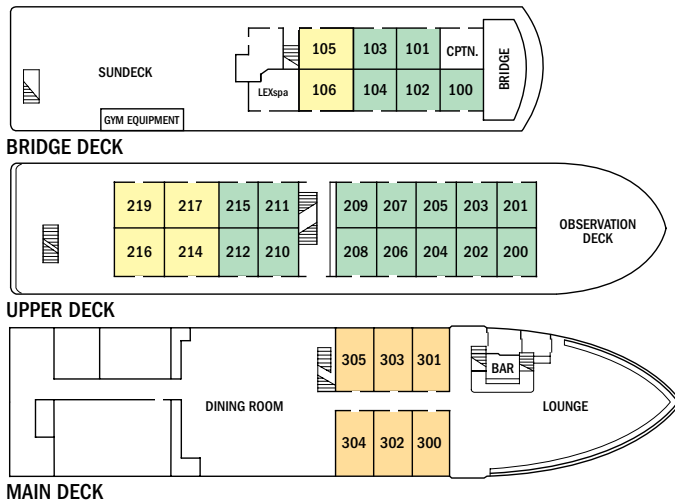 105 103 101 CPTN.
SUNDECK
BRIDGE
LEXspa 106 104 102 100
GYM EQUIPMENT
BRIDGE DECK
219 217 215 211 209 207 205 203 201
OBSERVATION
DECK
216 214 212 210 208 206 204 202 200
UPPER DECK
305 303 301
BAR
DINING ROOM
LOUNGE
304 302 300
MAIN DECK